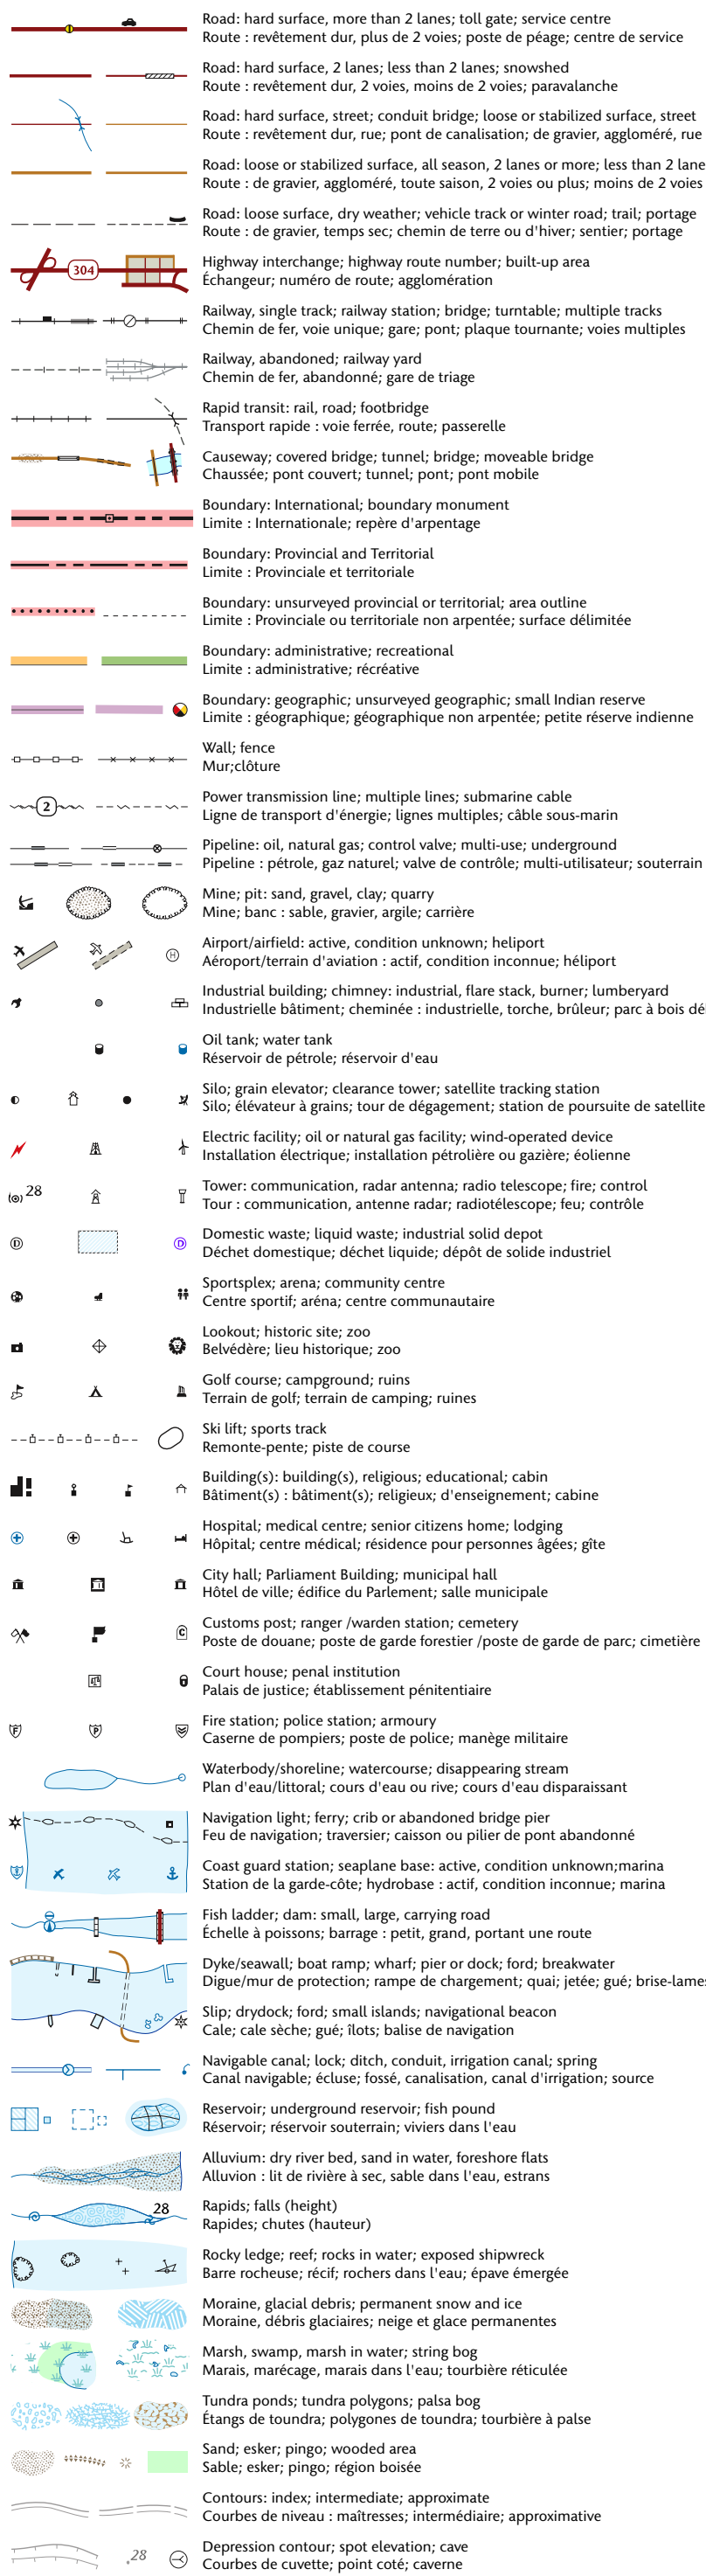 Road: hard surface, more than 2 lanes; toll gate; service centre
Route : revêtement dur, plus de 2 voies; poste de péage; centre de service
Road: hard surface, 2 lanes; less than 2 lanes; snowshed
Route : revêtement dur, 2 voies, moins de 2 voies; paravalanche
Road: hard surface, street; conduit bridge; loose or stabilized surface, street
Route : revêtement dur, rue; pont de canalisation; de gravier, aggloméré, rue
Road: loose or stabilized surface, all season, 2 lanes or more; less than 2 lane
Route : de gravier, aggloméré, toute saison, 2 voies ou plus; moins de 2 voies
Road: loose surface, dry weather; vehicle track or winter road; trail; portage
Route : de gravier, temps sec; chemin de terre ou d'hiver; sentier; portage
304
Highway interchange; highway route number; built-up area
Échangeur; numéro de route; agglomération
Railway, single track; railway station; bridge; turntable; multiple tracks
Chemin de fer, voie unique; gare; pont; plaque tournante; voies multiples
Railway, abandoned; railway yard
Chemin de fer, abandonné; gare de triage
Rapid transit: rail, road; footbridge
Transport rapide : voie ferrée, route; passerelle
Causeway; covered bridge; tunnel; bridge; moveable bridge
Chaussée; pont couvert; tunnel; pont; pont mobile
Boundary: International; boundary monument
Limite : Internationale; repère d'arpentage
Boundary: Provincial and Territorial
Limite : Provinciale et territoriale
Boundary: unsurveyed provincial or territorial; area outline
Limite : Provinciale ou territoriale non arpentée; surface délimitée
Boundary: administrative; recreational
Limite : administrative; récréative
Boundary: geographic; unsurveyed geographic; small Indian reserve
Limite : géographique; géographique non arpentée; petite réserve indienne
Wall; fence
Mur;clôture
2
Power transmission line; multiple lines; submarine cable
Ligne de transport d'énergie; lignes multiples; câble sous-marin
Pipeline: oil, natural gas; control valve; multi-use; underground
Pipeline : pétrole, gaz naturel; valve de contrôle; multi-utilisateur; souterrain
Mine; pit: sand, gravel, clay; quarry
Mine; banc : sable, gravier, argile; carrière
H
Airport/airfield: active, condition unknown; heliport
Aéroport/terrain d'aviation : actif, condition inconnue; héliport
Industrial building; chimney: industrial, flare stack, burner; lumberyard
Industrielle bâtiment; cheminée : industrielle, torche, brûleur; parc à bois dé
Oil tank; water tank
Réservoir de pétrole; réservoir d'eau
Silo; grain elevator; clearance tower; satellite tracking station
Silo; élévateur à grains; tour de dégagement; station de poursuite de satellite
Electric facility; oil or natural gas facility; wind-operated device
Installation électrique; installation pétrolière ou gazière; éolienne
28
Tower: communication, radar antenna; radio telescope; fire; control
Tour : communication, antenne radar; radiotélescope; feu; contrôle
D D
Domestic waste; liquid waste; industrial solid depot
Déchet domestique; déchet liquide; dépôt de solide industriel
Sportsplex; arena; community centre
Centre sportif; aréna; centre communautaire
Lookout; historic site; zoo
Belvédère; lieu historique; zoo
Golf course; campground; ruins
Terrain de golf; terrain de camping; ruines
Ski lift; sports track
Remonte-pente; piste de course
Building(s): building(s), religious; educational; cabin
Bâtiment(s) : bâtiment(s); religieux; d'enseignement; cabine
Hospital; medical centre; senior citizens home; lodging
Hôpital; centre médical; résidence pour personnes âgées; gîte
City hall; Parliament Building; municipal hall
Hôtel de ville; édifice du Parlement; salle municipale
C
Customs post; ranger /warden station; cemetery
Poste de douane; poste de garde forestier /poste de garde de parc; cimetière
Court house; penal institution
Palais de justice; établissement pénitentiaire
F P
Fire station; police station; armoury
Caserne de pompiers; poste de police; manège militaire
Waterbody/shoreline; watercourse; disappearing stream
Plan d'eau/littoral; cours d'eau ou rive; cours d'eau disparaissant
Navigation light; ferry; crib or abandoned bridge pier
Feu de navigation; traversier; caisson ou pilier de pont abandonné
Coast guard station; seaplane base: active, condition unknown;marina
Station de la garde-côte; hydrobase : actif, condition inconnue; marina
Fish ladder; dam: small, large, carrying road
Échelle à poissons; barrage : petit, grand, portant une route
Dyke/seawall; boat ramp; wharf; pier or dock; ford; breakwater
Digue/mur de protection; rampe de chargement; quai; jetée; gué; brise-lames
Slip; drydock; ford; small islands; navigational beacon
Cale; cale sèche; gué; îlots; balise de navigation
Navigable canal; lock; ditch, conduit, irrigation canal; spring
Canal navigable; écluse; fossé, canalisation, canal d'irrigation; source
Reservoir; underground reservoir; fish pound
Réservoir; réservoir souterrain; viviers dans l'eau
Alluvium: dry river bed, sand in water, foreshore flats
Alluvion : lit de rivière à sec, sable dans l'eau, estrans
28
Rapids; falls (height)
Rapides; chutes (hauteur)
Rocky ledge; reef; rocks in water; exposed shipwreck
Barre rocheuse; récif; rochers dans l'eau; épave émergée
Moraine, glacial debris; permanent snow and ice
Moraine, débris glaciaires; neige et glace permanentes
Marsh, swamp, marsh in water; string bog
Marais, marécage, marais dans l'eau; tourbière réticulée
Tundra ponds; tundra polygons; palsa bog
Étangs de toundra; polygones de toundra; tourbière à palse
Sand; esker; pingo; wooded area
Sable; esker; pingo; région boisée
Contours: index; intermediate; approximate
Courbes de niveau : maîtresses; intermédiaire; approximative
.28
Depression contour; spot elevation; cave
Courbes de cuvette; point coté; caverne